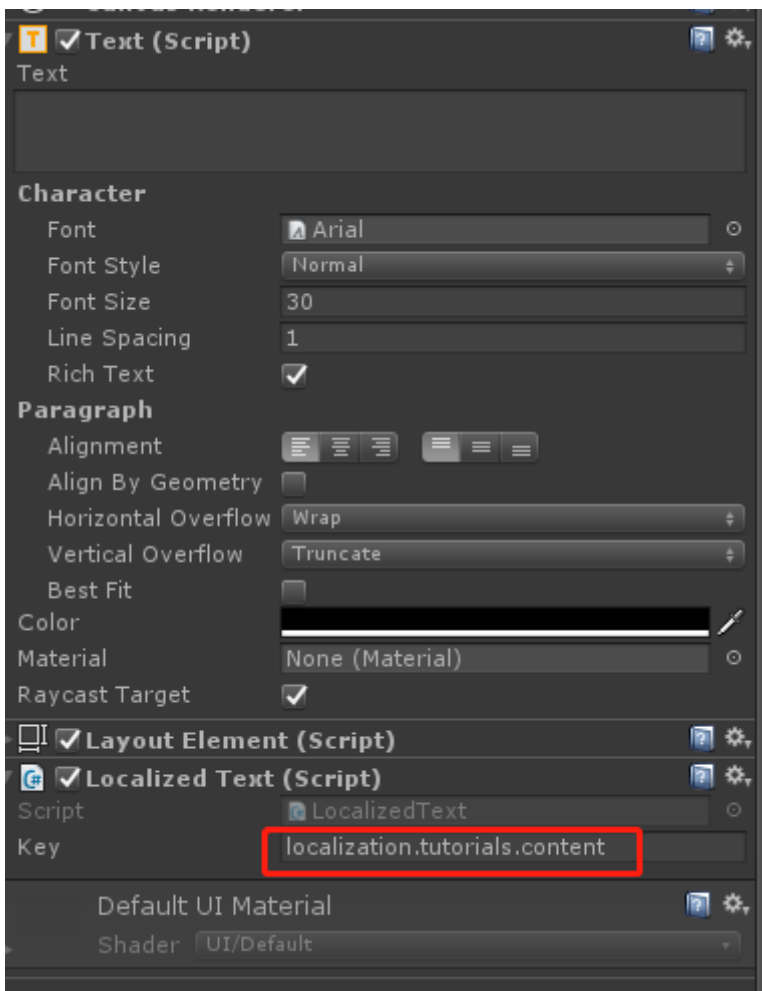 Canvas Renderer
Text (Script)
Text
Character
Font Arial
Font Style Normal
Font Size 30
Line Spacing 1
Rich Text
Paragraph
Alignment
Align By Geometry
Horizontal Overflow Wrap
Vertical Overflow Truncate
Best Fit
Color
Material None (Material)
Raycast Target
Layout Element (Script)
Localized Text (Script)
Script LocalizedText
Key localization.tutorials.content
Default UI Material
Shader UI/Default